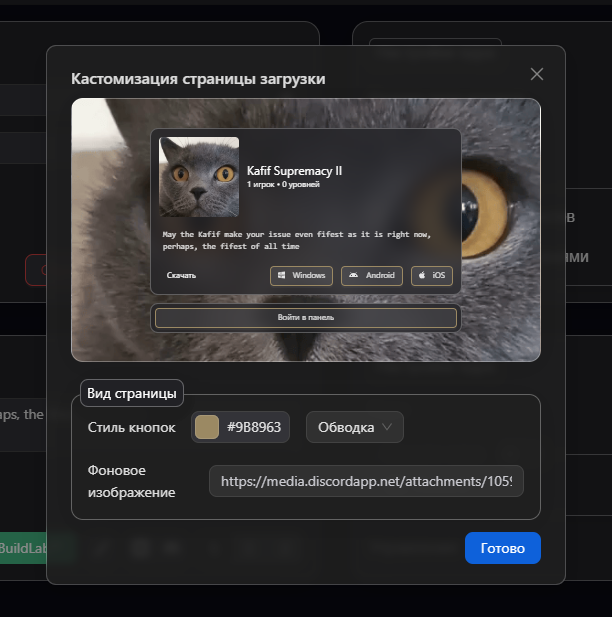 Кастомизация страницы загрузки
Kafif Supremacy II
1 игрок • 0 уровней
May the Kafif make your issue even fifest as it is right now,
perhaps, the fifest of all time
Скачать
Windows
Android
iOS
Войти в панель
Вид страницы
Стиль кнопок
#9B8963
Обводка
Фоновое
изображение
https://media.discordapp.net/attachments/1059
Готово
aps, the
BuildLab